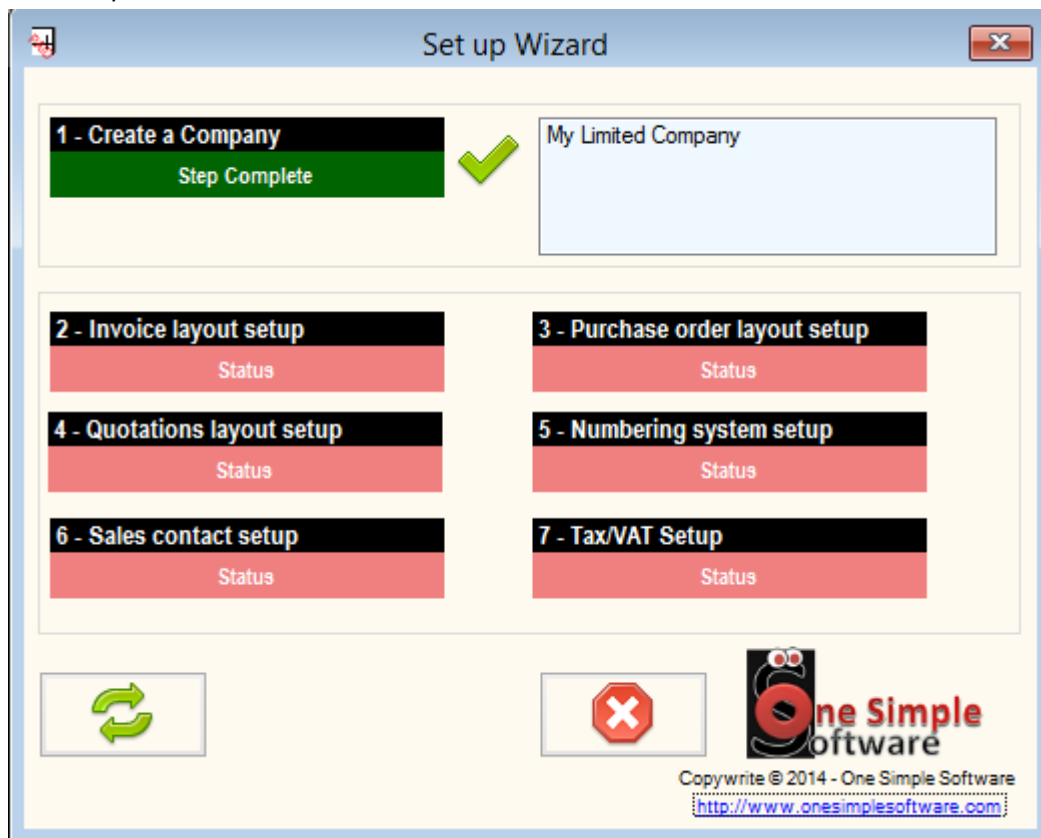 Set up Wizard
1 - Create a Company
Step Complete
My Limited Company
2 - Invoice layout setup
Status
3 - Purchase order layout setup
Status
4 - Quotations layout setup
Status
5 - Numbering system setup
Status
6 - Sales contact setup
Status
7 - Tax/VAT Setup
Status
One Simple
Software
Copywrite © 2014 - One Simple Software
http://www.onesimplesoftware.com